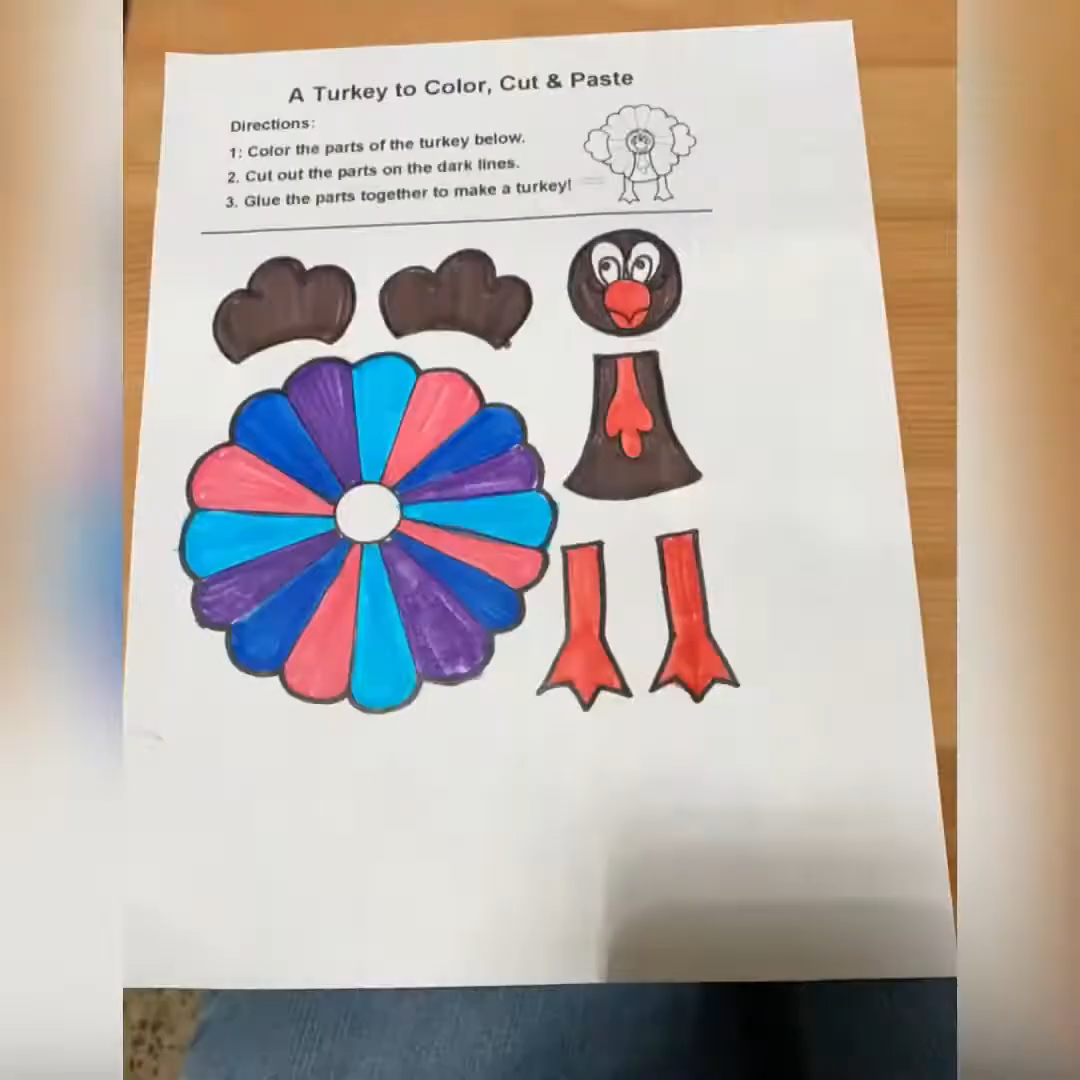 A Turkey to Color, Cut & Paste
Directions:
1: Color the parts of the turkey below.
2. Cut out the parts on the dark lines.
3. Glue the parts together to make a turkey!